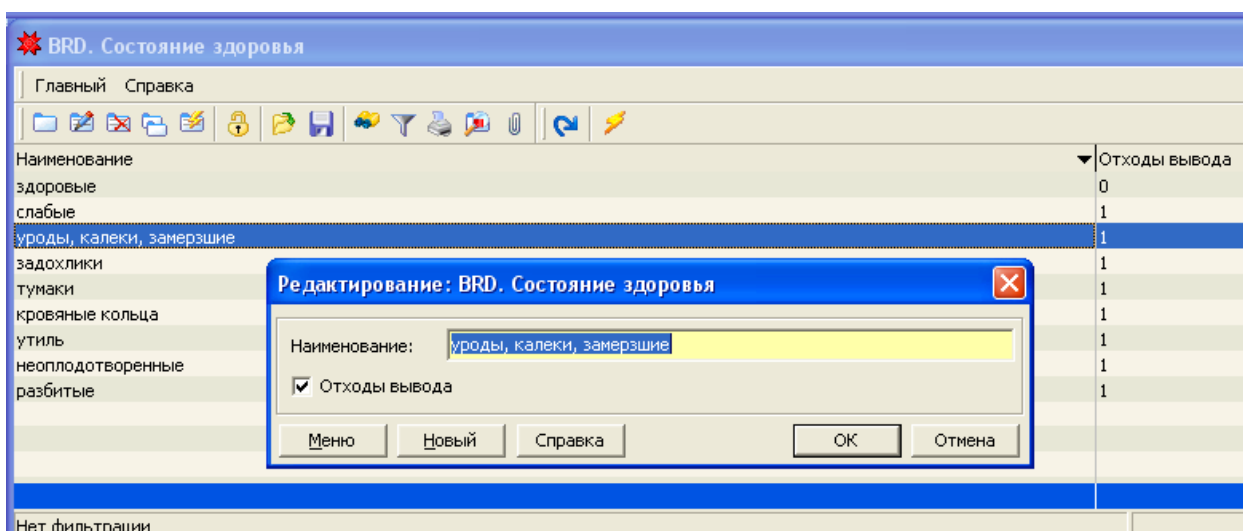 BRD. Состояние здоровья
Главный Справка
Наименование Отходы вывода
здоровые 0
слабые 1
уроды, калеки, замерзшие 1
задохлики 1
тумаки 1
кровяные кольца 1
утиль 1
неоплодотворенные 1
разбитые 1
Редактирование: BRD. Состояние здоровья
Наименование: уроды, калеки, замерзшие
Отходы вывода
Меню Новый Справка ОК Отмена
Нет фильтрации